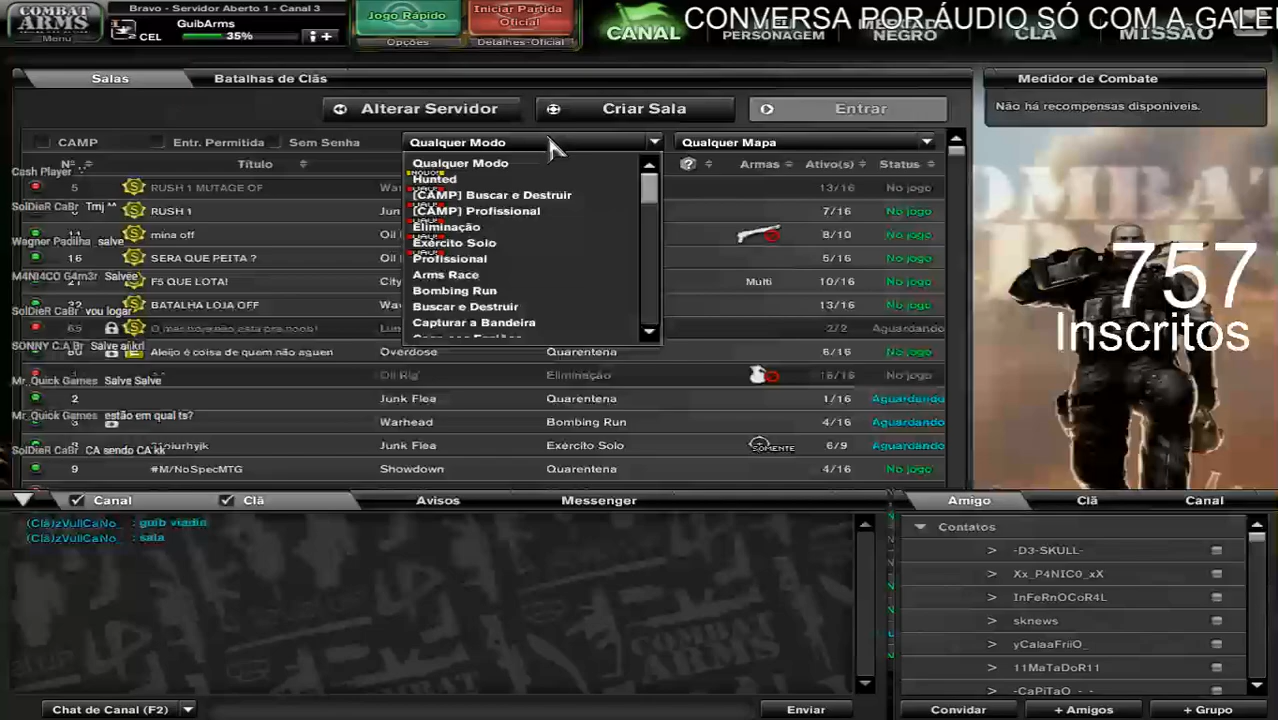 COMBAT ARMS
Menu
Bravo - Servidor Aberto 1 - Canal 3
CEL
GuibArms
35%
Jogo Rápido
Opções
Iniciar Partida Oficial
Detalhes-Oficial
CANAL
PERSONAGEM
NEGRO
CLÃ
MISSÃO
CONVERSA POR ÁUDIO SÓ COM A GALE
Salas
Batalhas de Clãs
Alterar Servidor
Criar Sala
Entrar
CAMP
Entr. Permitida
Sem Senha
Qualquer Modo
Qualquer Mapa
Nº
Título
Armas
Ativo(s)
Status
Qualquer Modo
Hunted
[CAMP] Buscar e Destruir
[CAMP] Profissional
Eliminação
Exército Solo
Profissional
Arms Race
Bombing Run
Buscar e Destruir
Capturar a Bandeira
5 RUSH 1 MUTAGE OF 13/16 No jogo
RUSH 1 7/16 No jogo
mina off Oil 8/10 No jogo
16 SERA QUE PEITA ? Oil 5/16 No jogo
F5 QUE LOTA! City Multi 10/16 No jogo
BATALHA LOJA OFF 13/16 No jogo
65 2/2 Aguardando
Aleijo é coisa de quem não aguen Overdose Quarentena 6/16 No jogo
Oil Rig Eliminação 16/16 No jogo
2 Junk Flea Quarentena 1/16 Aguardando
Warhead Bombing Run 4/16 Aguardando
Junk Flea Exército Solo SOMENTE 6/9 Aguardando
9 #M/NoSpecMTG Showdown Quarentena 4/16 No jogo
Cash Player
SolDieR CaBr Tmj ^^
Wagner Padilha salve
M4NI4CO G4m3r Salvée
SolDieR CaBr vou logar
SONNY C.A Br
Mr_Quick Games Salve Salve
Mr_Quick Games estão em qual ts?
SolDieR CaBr CA sendo CA kk
Medidor de Combate
Não há recompensas disponiveis.
757
Inscritos
Canal
Clã
Avisos
Messenger
(Clã)zVullCaNo_ : guib viadin
(Clã)zVullCaNo_ : sala
Chat de Canal (F2)
Enviar
Amigo
Clã
Canal
Contatos
> -D3-SKULL-
> Xx_P4NIC0_xX
> InFeRnOCoR4L
> sknews
> yCalaaFriiO_
> 11MaTaDoR11
> -CaPiTaO - -
Convidar
+ Amigos
+ Grupo